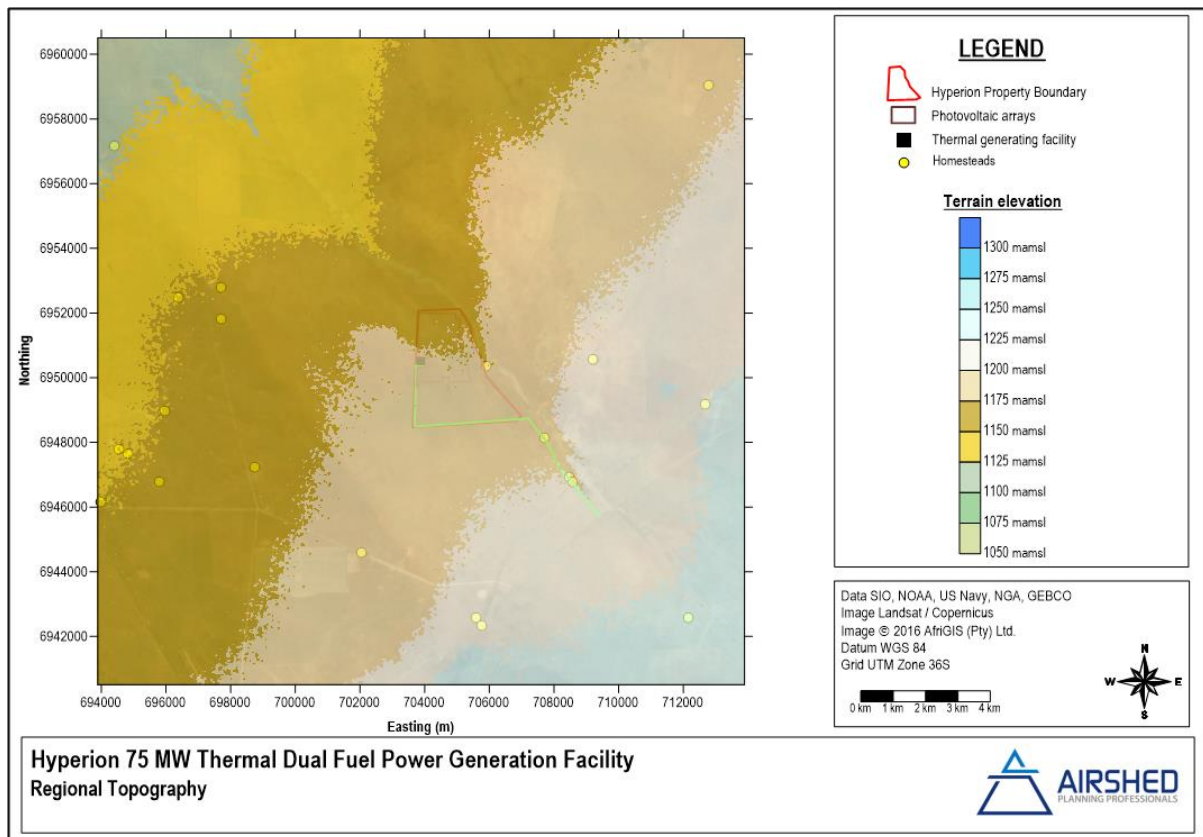 6960000
6958000
6956000
6954000
6952000
6950000
6948000
6946000
6944000
6942000
Northing
694000 696000 698000 700000 702000 704000 706000 708000 710000 712000
Easting (m)
LEGEND
Hyperion Property Boundary
Photovoltaic arrays
Thermal generating facility
Homesteads
Terrain elevation
1300 mamsl
1275 mamsl
1250 mamsl
1225 mamsl
1200 mamsl
1175 mamsl
1150 mamsl
1125 mamsl
1100 mamsl
1075 mamsl
1050 mamsl
Data SIO, NOAA, US Navy, NGA, GEBCO
Image Landsat / Copernicus
Image © 2016 AfriGIS (Pty) Ltd.
Datum WGS 84
Grid UTM Zone 36S
N
W E
S
0 km 1 km 2 km 3 km 4 km
Hyperion 75 MW Thermal Dual Fuel Power Generation Facility
Regional Topography
AIRSHED
PLANNING PROFESSIONALS